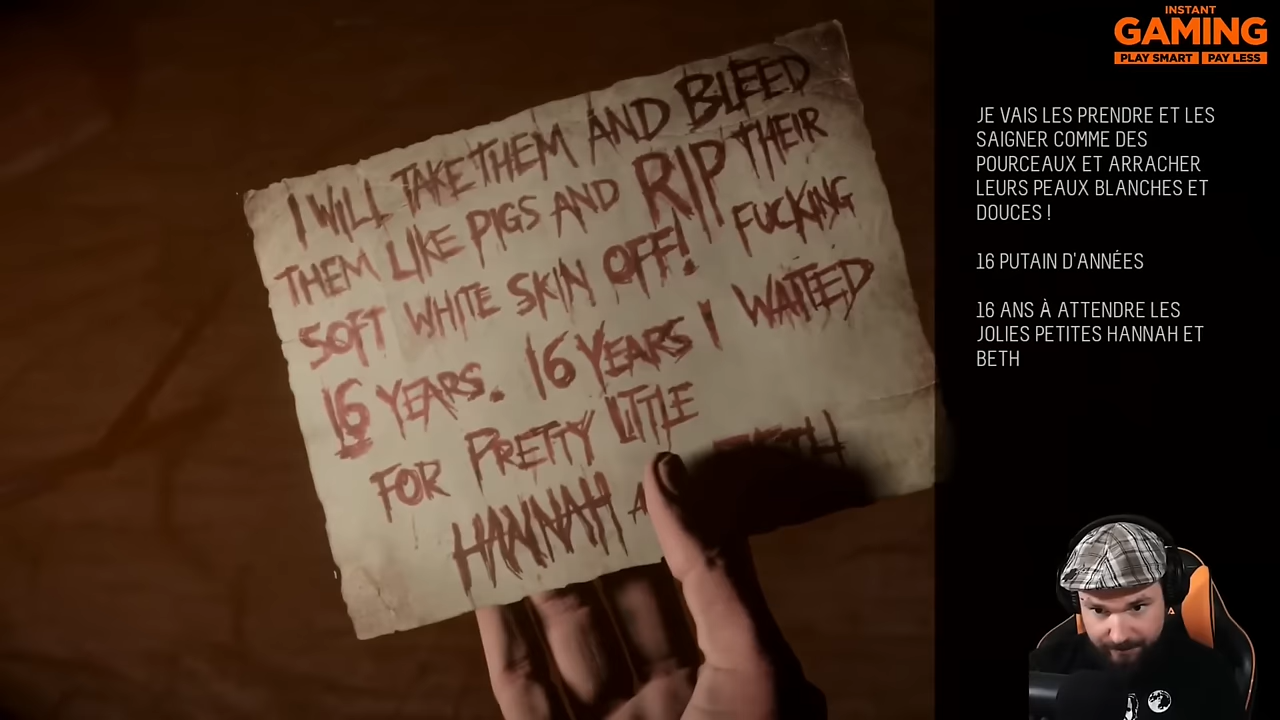 INSTANT
GAMING
PLAY SMART PAY LESS
I WILL TAKE THEM AND BLEED
THEM LIKE PIGS AND RIP THEIR
SOFT WHITE SKIN OFF! FUCKING
16 YEARS. 16 YEARS I WAITED
FOR PRETTY LITTLE
HANNAH
JE VAIS LES PRENDRE ET LES
SAIGNER COMME DES
POURCEAUX ET ARRACHER
LEURS PEAUX BLANCHES ET
DOUCES !
16 PUTAIN D'ANNÉES
16 ANS À ATTENDRE LES
JOLIES PETITES HANNAH ET
BETH